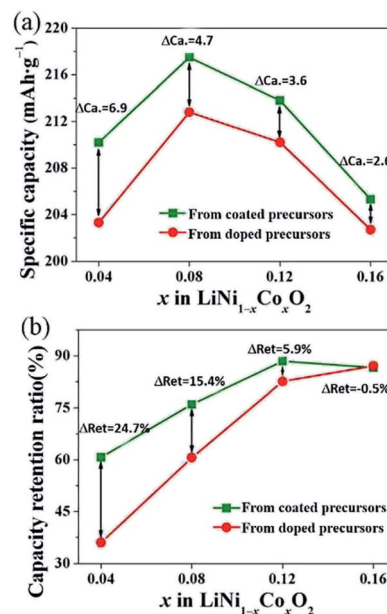 (a)
Specific capacity (mAh·g⁻¹)
220
216
212
208
204
200
ΔCa.=6.9
ΔCa.=4.7
ΔCa.=3.6
ΔCa.=2.6
From coated precursors
From doped precursors
0.04 0.08 0.12 0.16
x in LiNi₁₋ₓCoₓO₂
(b)
Capacity retention ratio(%)
90
75
60
45
30
ΔRet=24.7%
ΔRet=15.4%
ΔRet=5.9%
ΔRet=-0.5%
From coated precursors
From doped precursors
0.04 0.08 0.12 0.16
x in LiNi₁₋ₓCoₓO₂